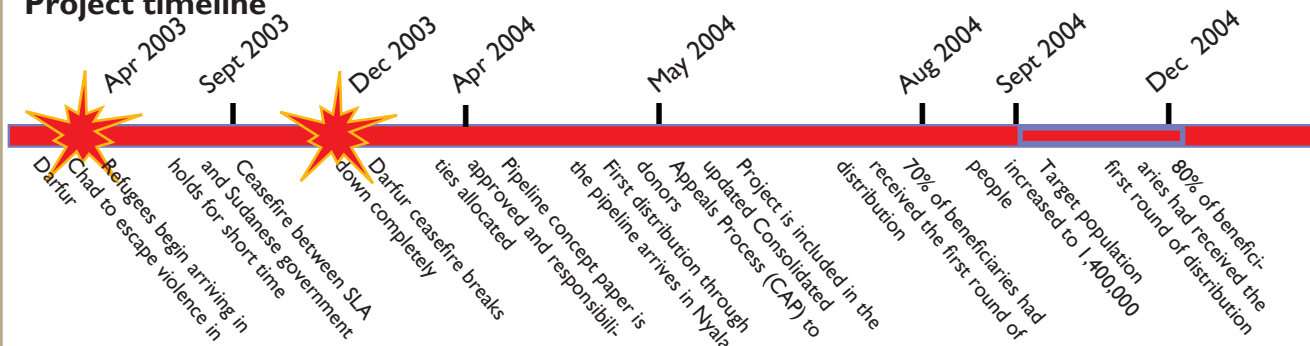 Project timeline
Apr 2003
Sept 2003
Dec 2003
Apr 2004
May 2004
Aug 2004
Sept 2004
Dec 2004
Refugees begin arriving in
Chad to escape violence in
Darfur
Ceasefire between SLA
and Sudanese government
holds for short time
Darfur ceasefire breaks
down completely
Pipeline concept paper is
approved and responsibili-
ties allocated
First distribution through
the pipeline arrives in Nyala
Project is included in the
updated Consolidated
Appeals Process (CAP) to
donors
70% of beneficiaries had
received the first round of
distribution
Target population
increased to 1,400,000
people
80% of benefici-
aries had received the
first round of distribution